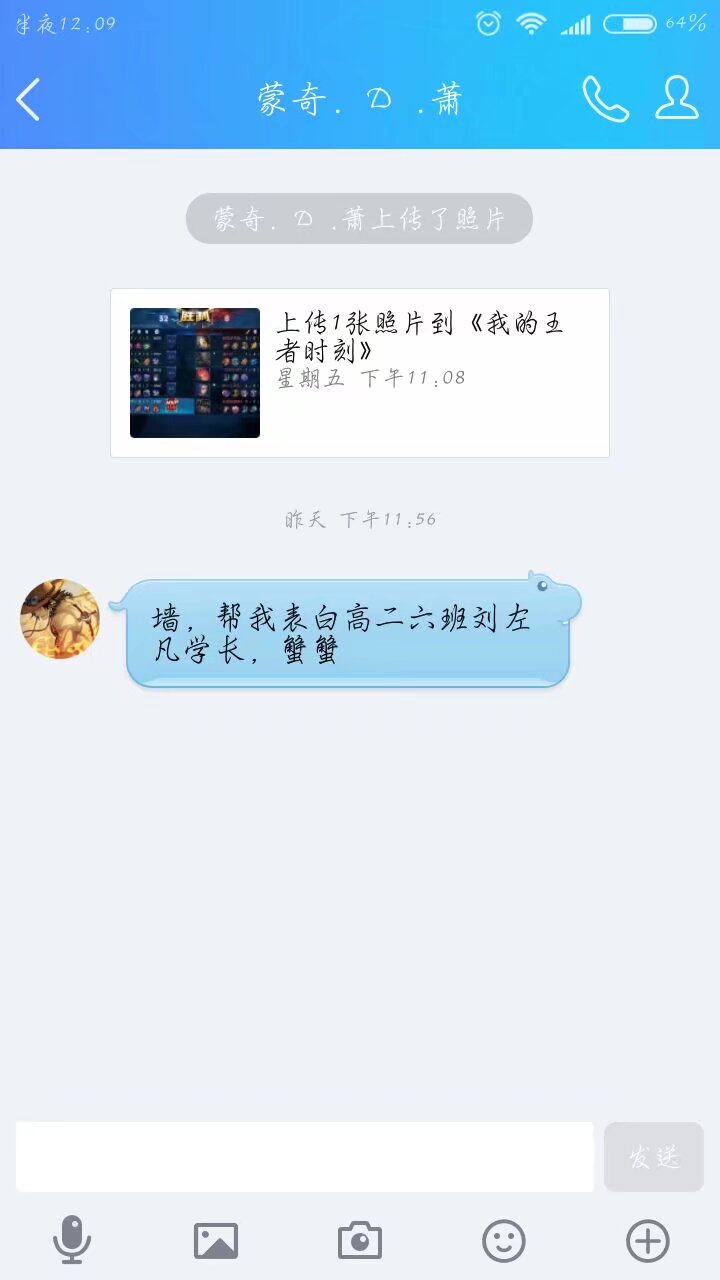 半夜12:09
64%
蒙奇. D .萧
蒙奇. D .萧上传了照片
32 胜利 8
上传1张照片到《我的王
者时刻》
星期五 下午11:08
昨天 下午11:56
墙，帮我表白高二六班刘左
凡学长，蟹蟹
发送